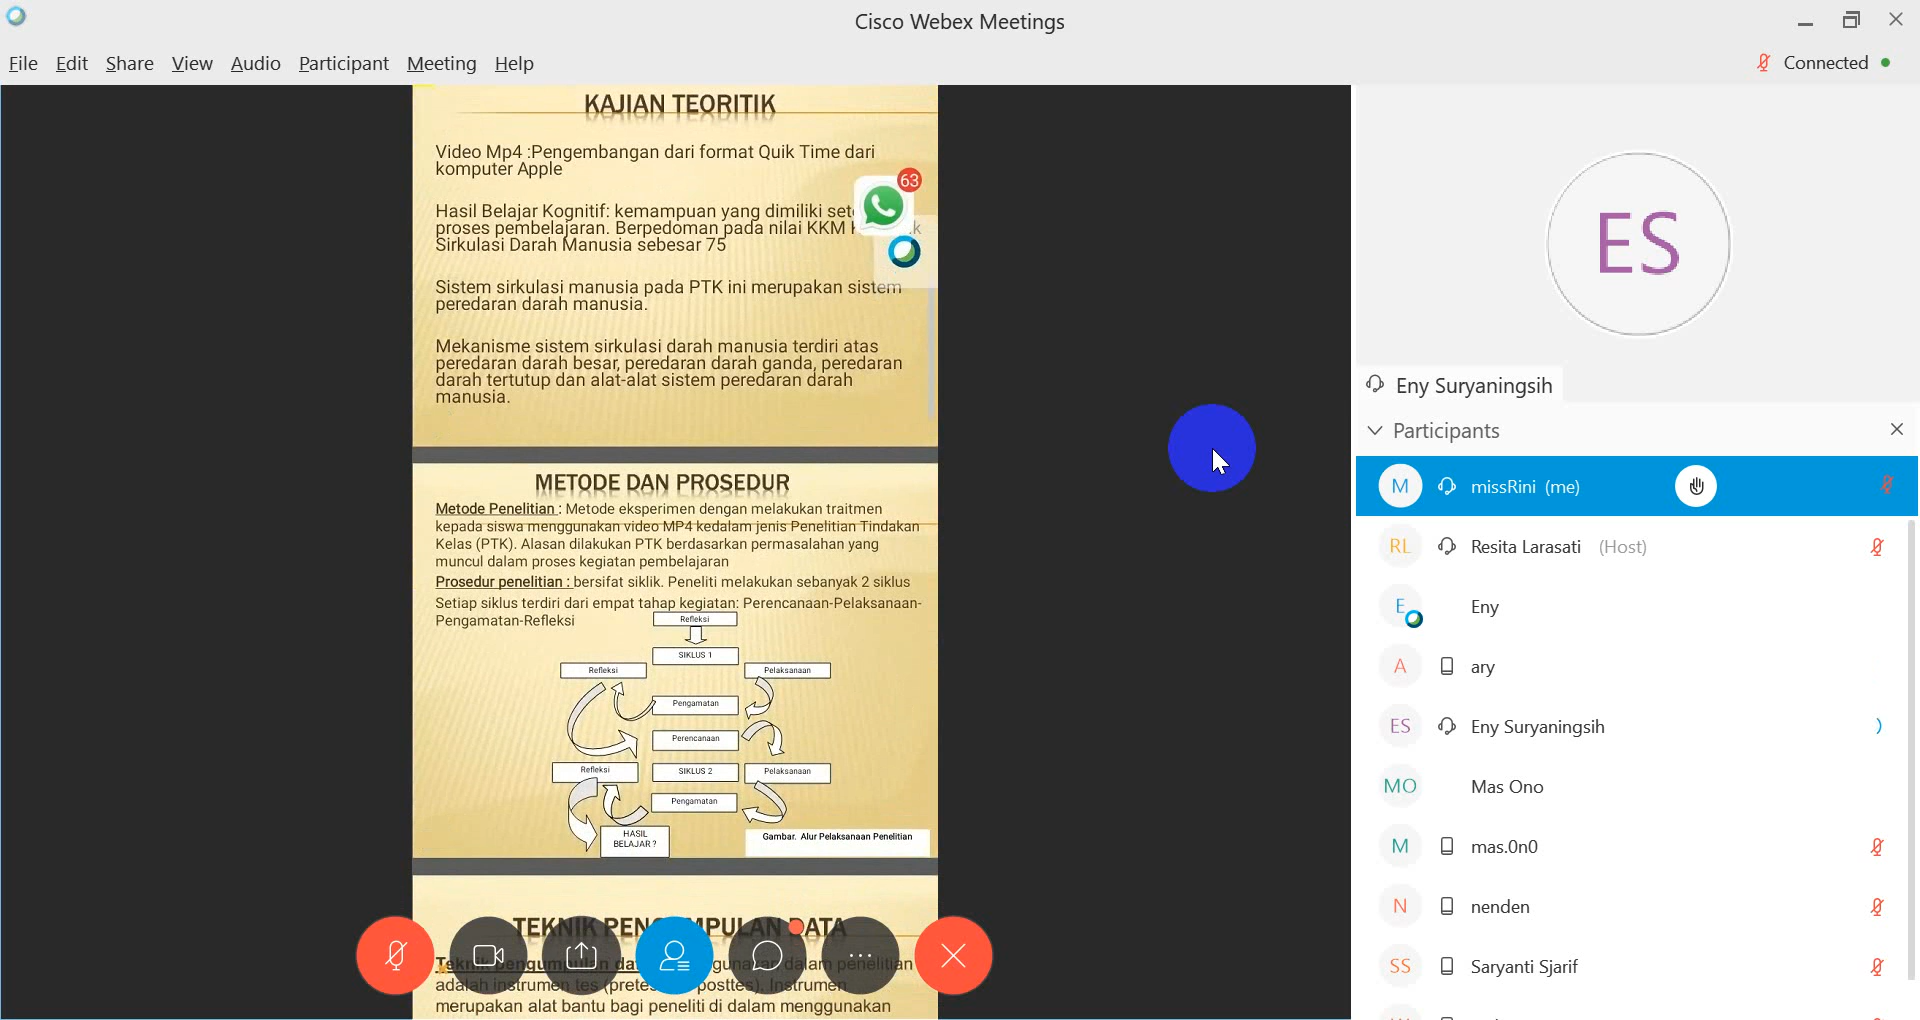 Cisco Webex Meetings
File Edit Share View Audio Participant Meeting Help
Connected
KAJIAN TEORITIK
Video Mp4 :Pengembangan dari format Quik Time dari
komputer Apple
63
Hasil Belajar Kognitif: kemampuan yang dimiliki
proses pembelajaran. Berpedoman pada nilai KKM
Sirkulasi Darah Manusia sebesar 75
Sistem sirkulasi manusia pada PTK ini merupakan sistem
peredaran darah manusia.
Mekanisme sistem sirkulasi darah manusia terdiri atas
peredaran darah besar, peredaran darah ganda, peredaran
darah tertutup dan alat-alat sistem peredaran darah
manusia.
METODE DAN PROSEDUR
Metode Penelitian : Metode eksperimen dengan melakukan traitmen
kepada siswa menggunakan video MP4 kedalam jenis Penelitian Tindakan
Kelas (PTK). Alasan dilakukan PTK berdasarkan permasalahan yang
muncul dalam proses kegiatan pembelajaran
Prosedur penelitian : bersifat siklik. Peneliti melakukan sebanyak 2 siklus
Setiap siklus terdiri dari empat tahap kegiatan: Perencanaan-Pelaksanaan-
Pengamatan-Refleksi
Refleksi
SIKLUS 1
Refleksi
Pelaksanaan
Pengamatan
Perencanaan
Refleksi
SIKLUS 2
Pelaksanaan
Pengamatan
HASIL
BELAJAR ?
Gambar. Alur Pelaksanaan Penelitian
TEKNIK DATA
dalam penelitian
adalah instrumen tes Instrumen
merupakan alat bantu bagi peneliti di dalam menggunakan
ES
Eny Suryaningsih
Participants
M missRini (me)
RL Resita Larasati (Host)
E Eny
A ary
ES Eny Suryaningsih
MO Mas Ono
M mas.0n0
N nenden
SS Saryanti Sjarif